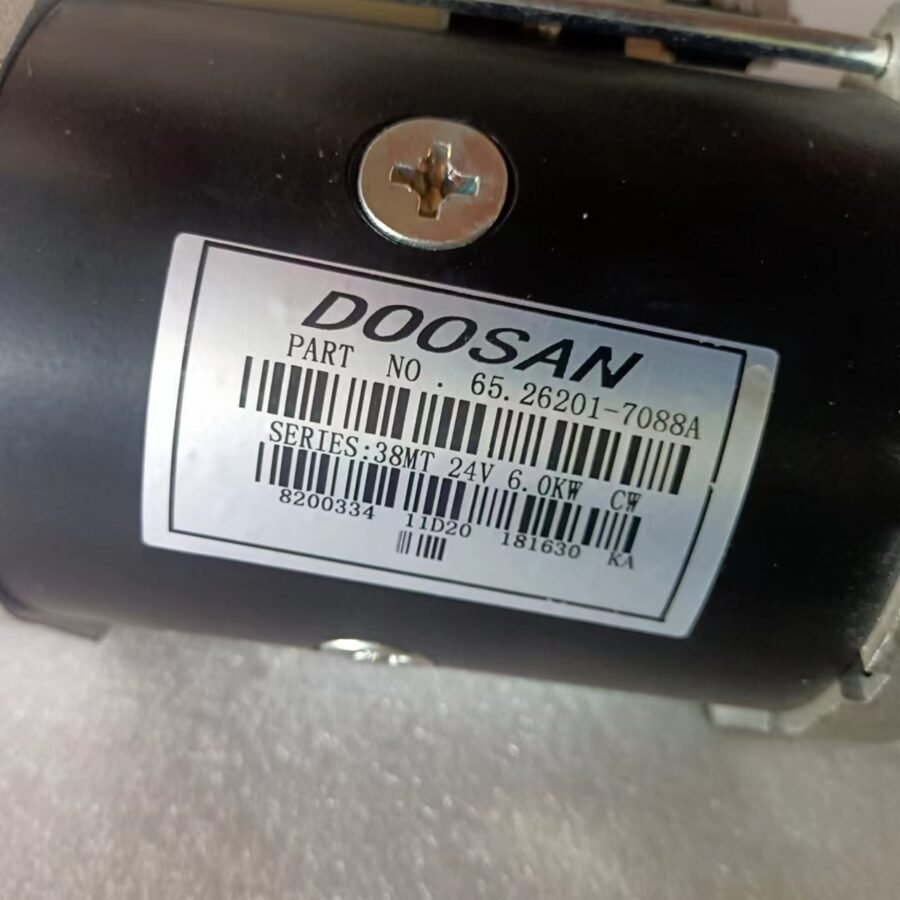 DOOSAN
PART NO. 65.26201-7088A
SERIES:38MT 24V 6.0KW CW
8200334 11D20 181630 KA